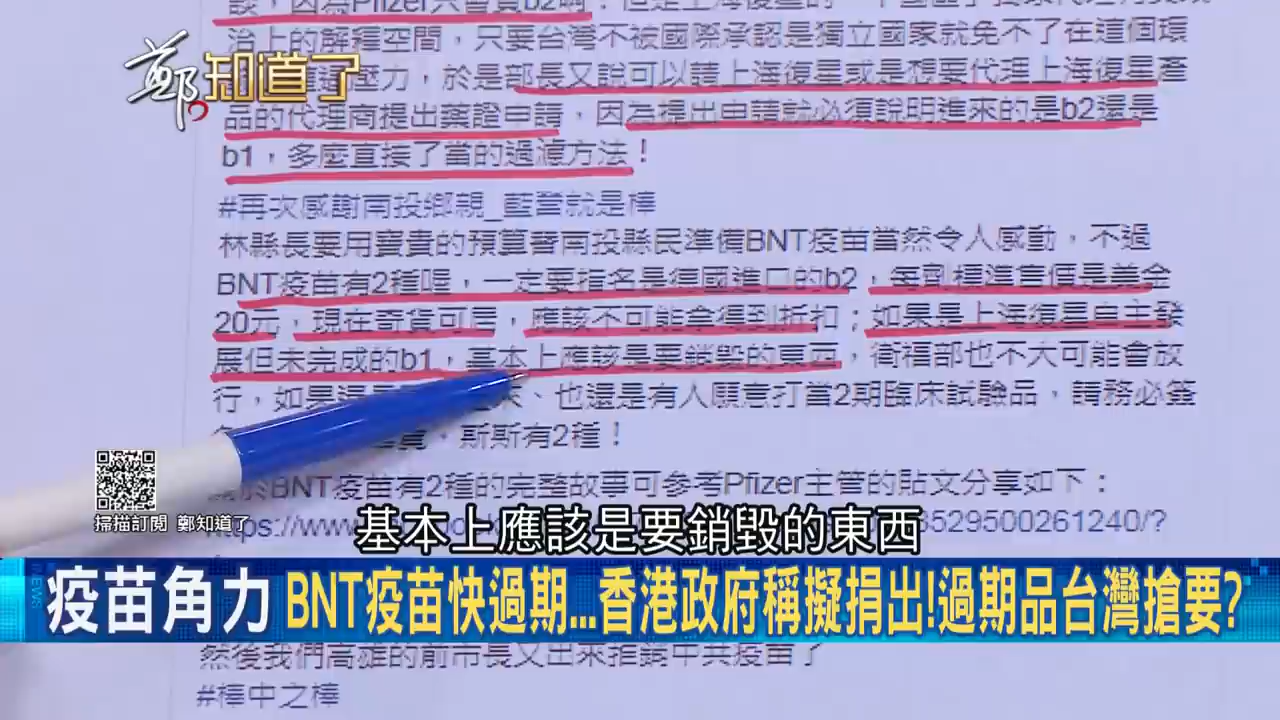 談，因為Pfizer只會賣b2啊
治上的解釋空間，只要台灣不被國際承認是獨立國家就免不了在這個環
壓力，於是部長又說可以請上海復星或是想要代理上海復星產
品的代理商提出藥證申請，因為提出申請就必須說明進來的是b2還是
b1，多麼直接了當的過濾方法！
鄭知道了
#再次感謝南投鄉親_藍營就是棒
林縣長要用寶貴的預算替南投縣民準備BNT疫苗當然令人感動，不過
BNT疫苗有2種喔，一定要指名是德國進口的b2，每劑標準售價是美金
20元，現在奇貨可居，應該不可能拿得到折扣；如果是上海復星自主發
展但未完成的b1，基本上應該是要銷毀的東西，衛福部也不大可能會放
行，如果還是 、也還是有人願意打當2期臨床試驗品，請務必簽
，斯斯有2種！
BNT疫苗有2種的完整故事可參考Pfizer主管的貼文分享如下：
掃描訂閱 鄭知道了
https://www. 3529500261240/?
基本上應該是要銷毀的東西
疫苗角力 BNT疫苗快過期...香港政府稱擬捐出!過期品台灣搶要?
然後我們高雄的前市長又出來推銷中共疫苗了
#棒中之棒